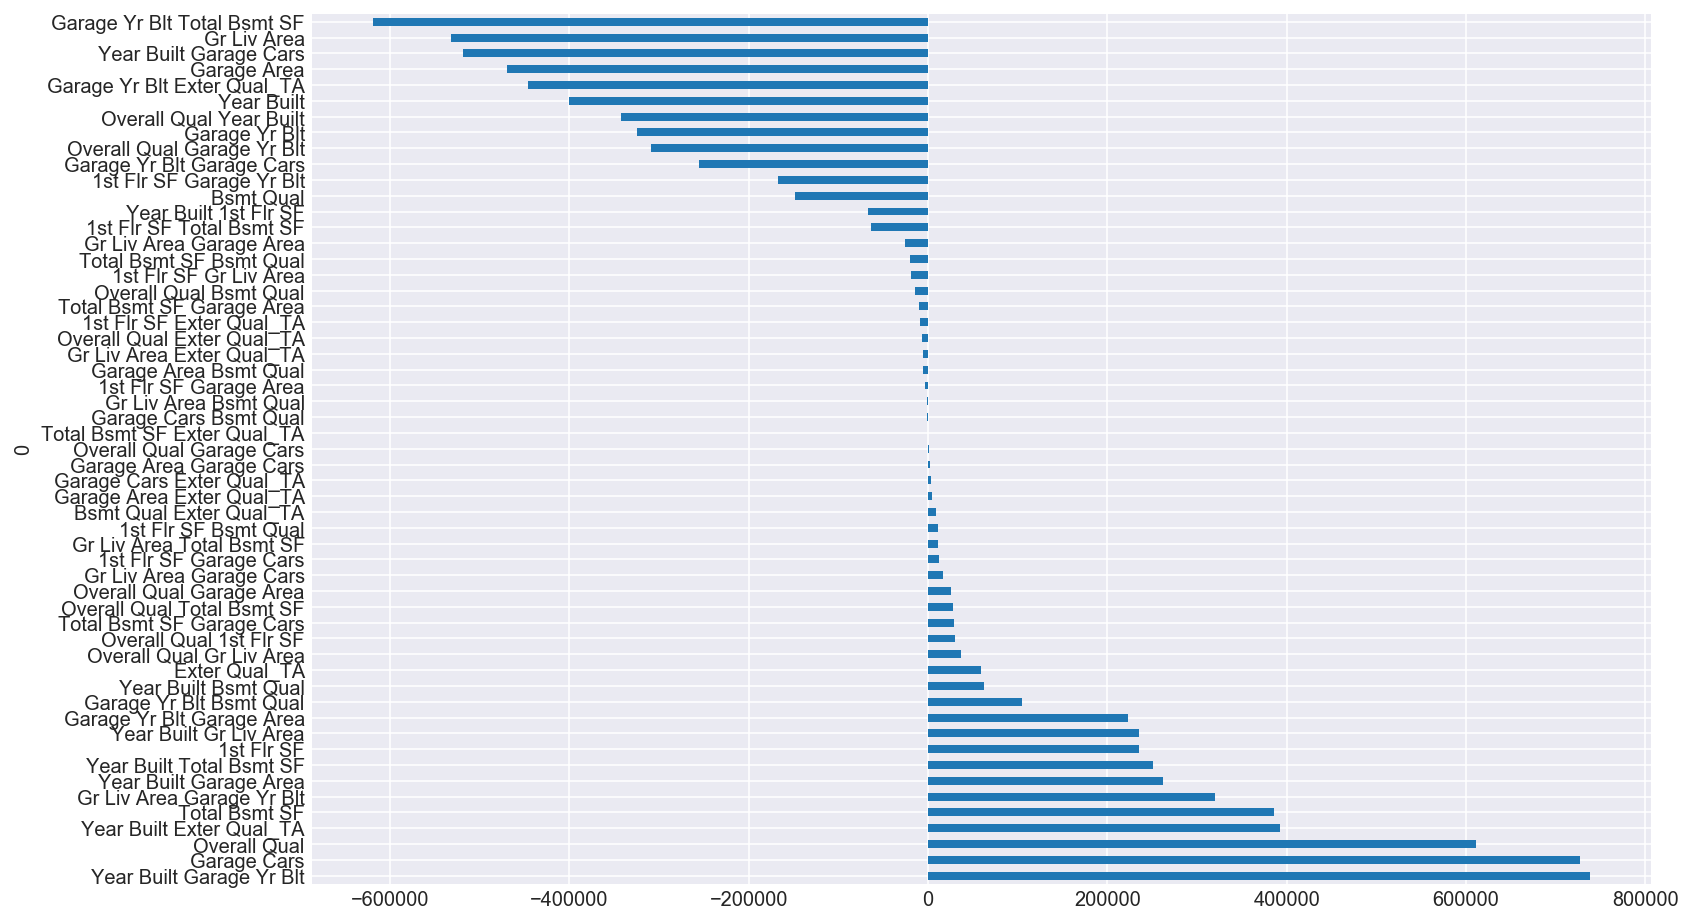 Garage Yr Blt Total Bsmt SF
Gr Liv Area
Year Built Garage Cars
Garage Area
Garage Yr Blt Exter Qual_TA
Year Built
Overall Qual Year Built
Garage Yr Blt
Overall Qual Garage Yr Blt
Garage Yr Blt Garage Cars
1st Flr SF Garage Yr Blt
Bsmt Qual
Year Built 1st Flr SF
1st Flr SF Total Bsmt SF
Gr Liv Area Garage Area
Total Bsmt SF Bsmt Qual
1st Flr SF Gr Liv Area
Overall Qual Bsmt Qual
Total Bsmt SF Garage Area
1st Flr SF Exter Qual_TA
Overall Qual Exter Qual_TA
Gr Liv Area Exter Qual_TA
Garage Area Bsmt Qual
1st Flr SF Garage Area
Gr Liv Area Bsmt Qual
Garage Cars Bsmt Qual
Total Bsmt SF Exter Qual_TA
Overall Qual Garage Cars
Garage Area Garage Cars
Garage Cars Exter Qual_TA
Garage Area Exter Qual_TA
Bsmt Qual Exter Qual_TA
1st Flr SF Bsmt Qual
Gr Liv Area Total Bsmt SF
1st Flr SF Garage Cars
Gr Liv Area Garage Cars
Overall Qual Garage Area
Overall Qual Total Bsmt SF
Total Bsmt SF Garage Cars
Overall Qual 1st Flr SF
Overall Qual Gr Liv Area
Exter Qual_TA
Year Built Bsmt Qual
Garage Yr Blt Bsmt Qual
Garage Yr Blt Garage Area
Year Built Gr Liv Area
1st Flr SF
Year Built Total Bsmt SF
Year Built Garage Area
Gr Liv Area Garage Yr Blt
Total Bsmt SF
Year Built Exter Qual_TA
Overall Qual
Garage Cars
Year Built Garage Yr Blt
0
−600000 −400000 −200000 0 200000 400000 600000 800000